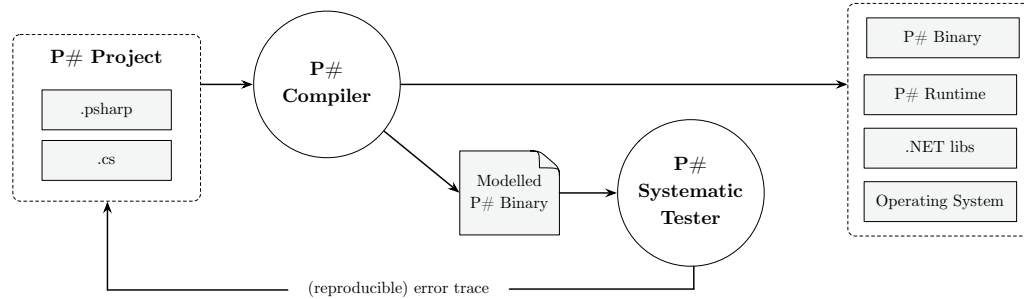 P# Project
.psharp
.cs
P#
Compiler
Modelled
P# Binary
P#
Systematic
Tester
P# Binary
P# Runtime
.NET libs
Operating System
(reproducible) error trace